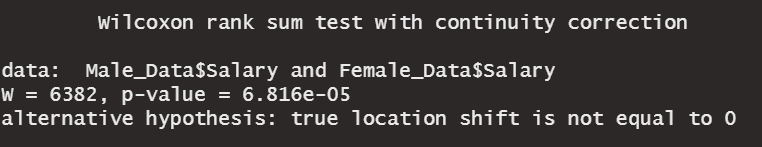 Wilcoxon rank sum test with continuity correction
data:  Male_Data$Salary and Female_Data$Salary
W = 6382, p-value = 6.816e-05
alternative hypothesis: true location shift is not equal to 0